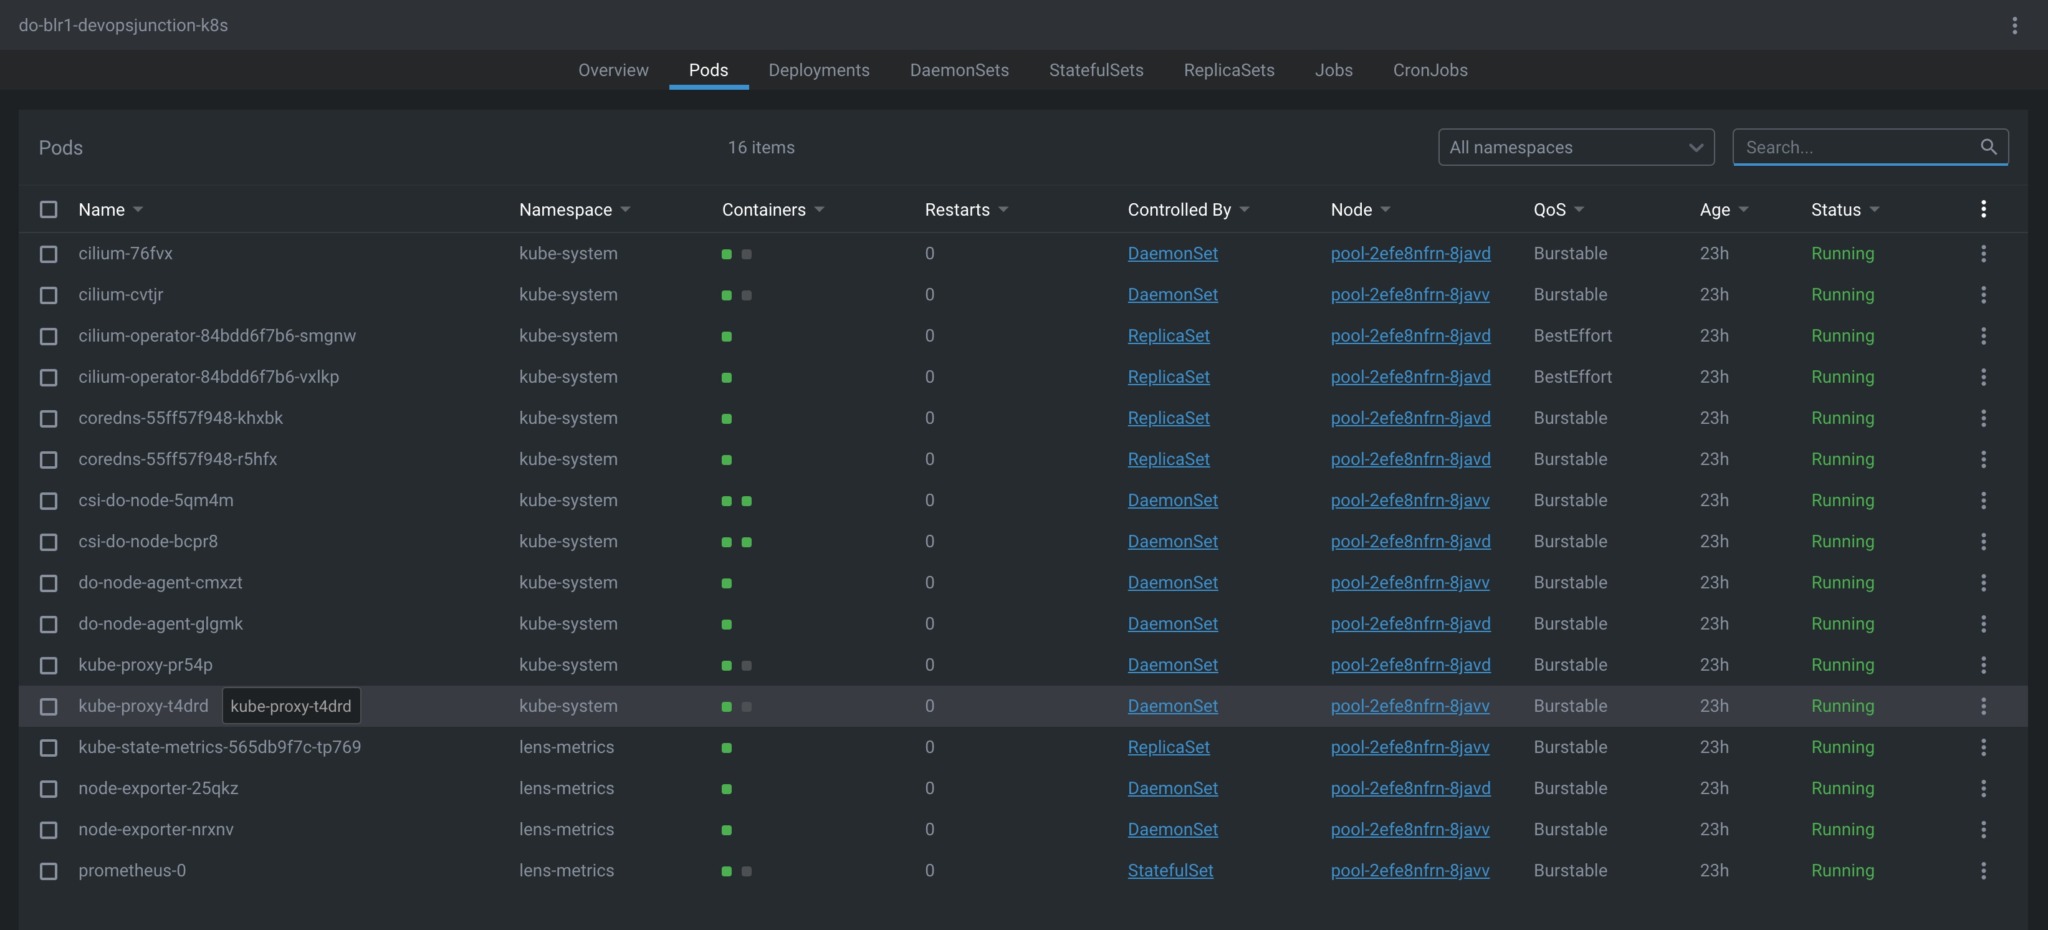 do-blr1-devopsjunction-k8s
Overview Pods Deployments DaemonSets StatefulSets ReplicaSets Jobs CronJobs
Pods 16 items All namespaces Search...
Name Namespace Containers Restarts Controlled By Node QoS Age Status
cilium-76fvx kube-system 0 DaemonSet pool-2efe8nfrn-8javd Burstable 23h Running
cilium-cvtjr kube-system 0 DaemonSet pool-2efe8nfrn-8javv Burstable 23h Running
cilium-operator-84bdd6f7b6-smgnw kube-system 0 ReplicaSet pool-2efe8nfrn-8javd BestEffort 23h Running
cilium-operator-84bdd6f7b6-vxlkp kube-system 0 ReplicaSet pool-2efe8nfrn-8javd BestEffort 23h Running
coredns-55ff57f948-khxbk kube-system 0 ReplicaSet pool-2efe8nfrn-8javd Burstable 23h Running
coredns-55ff57f948-r5hfx kube-system 0 ReplicaSet pool-2efe8nfrn-8javd Burstable 23h Running
csi-do-node-5qm4m kube-system 0 DaemonSet pool-2efe8nfrn-8javv Burstable 23h Running
csi-do-node-bcpr8 kube-system 0 DaemonSet pool-2efe8nfrn-8javd Burstable 23h Running
do-node-agent-cmxzt kube-system 0 DaemonSet pool-2efe8nfrn-8javv Burstable 23h Running
do-node-agent-glgmk kube-system 0 DaemonSet pool-2efe8nfrn-8javd Burstable 23h Running
kube-proxy-pr54p kube-system 0 DaemonSet pool-2efe8nfrn-8javd Burstable 23h Running
kube-proxy-t4drd kube-proxy-t4drd kube-system 0 DaemonSet pool-2efe8nfrn-8javv Burstable 23h Running
kube-state-metrics-565db9f7c-tp769 lens-metrics 0 ReplicaSet pool-2efe8nfrn-8javv Burstable 23h Running
node-exporter-25qkz lens-metrics 0 DaemonSet pool-2efe8nfrn-8javd Burstable 23h Running
node-exporter-nrxnv lens-metrics 0 DaemonSet pool-2efe8nfrn-8javv Burstable 23h Running
prometheus-0 lens-metrics 0 StatefulSet pool-2efe8nfrn-8javv Burstable 23h Running